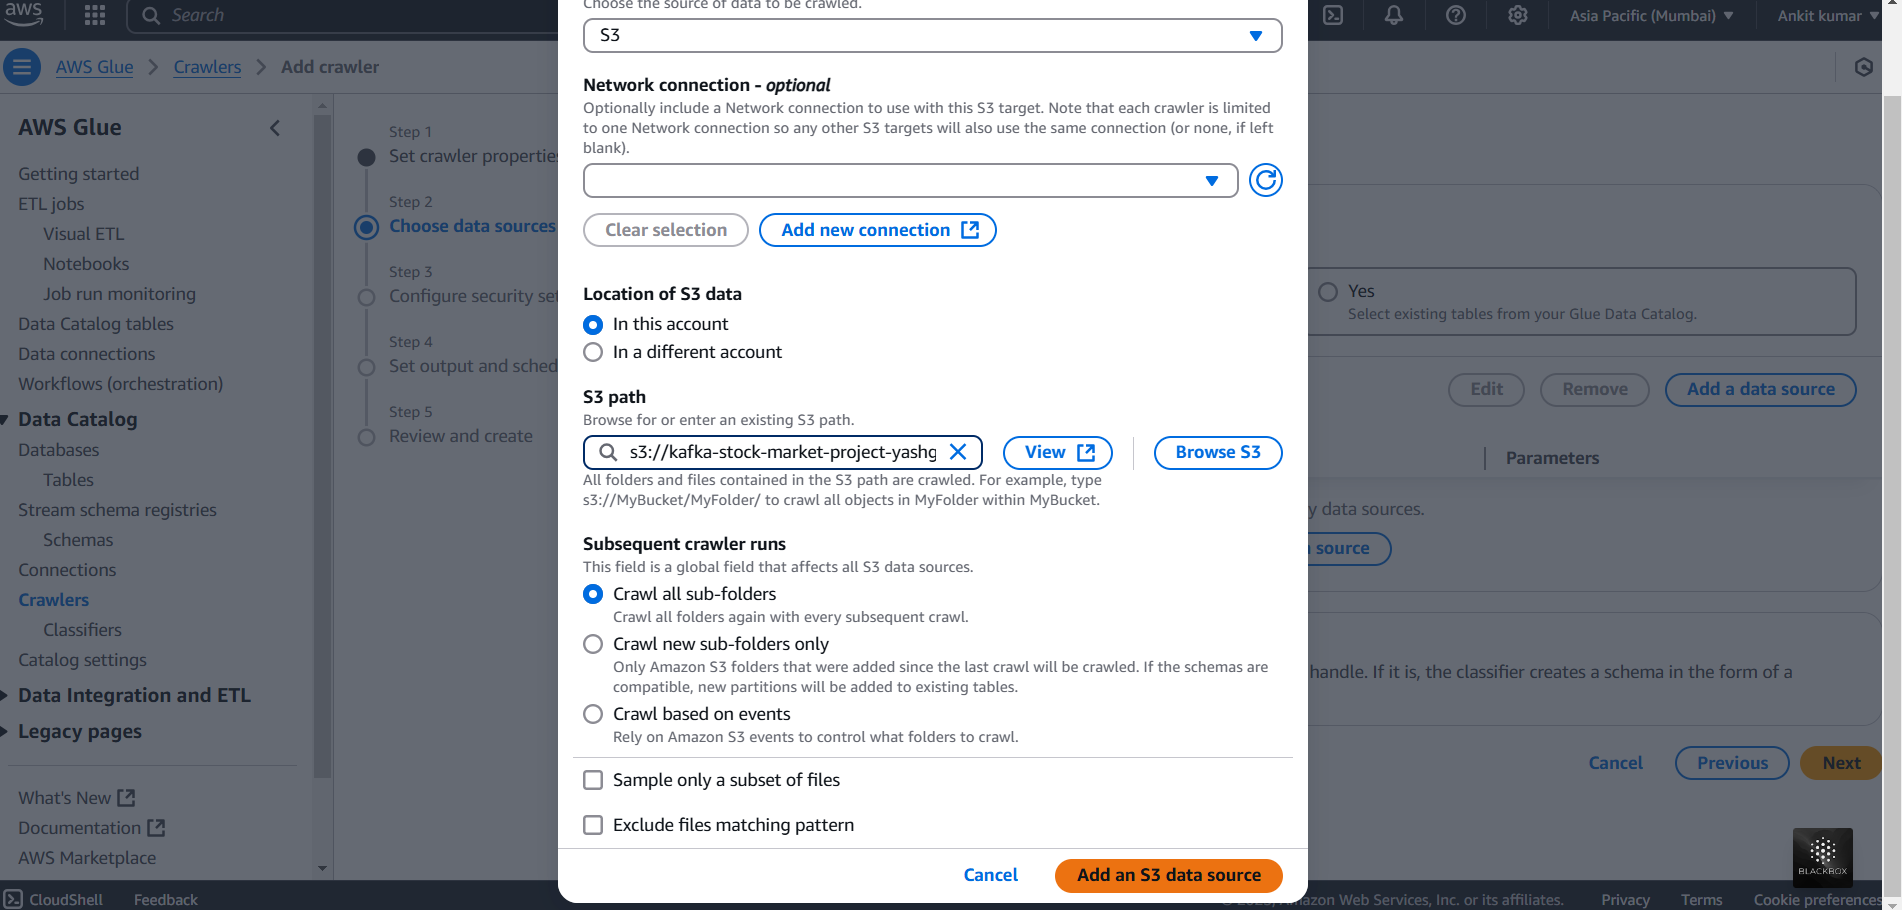 aws
Search
Asia Pacific (Mumbai)
Ankit kumar
AWS Glue
Crawlers
Add crawler
AWS Glue
Getting started
ETL jobs
Visual ETL
Notebooks
Job run monitoring
Data Catalog tables
Data connections
Workflows (orchestration)
Data Catalog
Databases
Tables
Stream schema registries
Schemas
Connections
Crawlers
Classifiers
Catalog settings
Data Integration and ETL
Legacy pages
What's New
Documentation
AWS Marketplace
Step 1
Set crawler properties
Step 2
Choose data sources
Step 3
Configure security
Step 4
Set output and
Step 5
Review and create
Choose the source of data to be crawled.
S3
Network connection - optional
Optionally include a Network connection to use with this S3 target. Note that each crawler is limited
to one Network connection so any other S3 targets will also use the same connection (or none, if left
blank).
Clear selection
Add new connection
Location of S3 data
In this account
In a different account
S3 path
Browse for or enter an existing S3 path.
s3://kafka-stock-market-project-yashg
View
Browse S3
All folders and files contained in the S3 path are crawled. For example, type
s3://MyBucket/MyFolder/ to crawl all objects in MyFolder within MyBucket.
Subsequent crawler runs
This field is a global field that affects all S3 data sources.
Crawl all sub-folders
Crawl all folders again with every subsequent crawl.
Crawl new sub-folders only
Only Amazon S3 folders that were added since the last crawl will be crawled. If the schemas are
compatible, new partitions will be added to existing tables.
Crawl based on events
Rely on Amazon S3 events to control what folders to crawl.
Sample only a subset of files
Exclude files matching pattern
Cancel
Add an S3 data source
Yes
Select existing tables from your Glue Data Catalog.
Edit
Remove
Add a data source
Parameters
y data sources.
source
handle. If it is, the classifier creates a schema in the form of a
Cancel
Previous
Next
BLACKBOX
CloudShell
Feedback
Amazon Web Services, Inc. or its affiliates.
Privacy
Terms
Cookie preferences